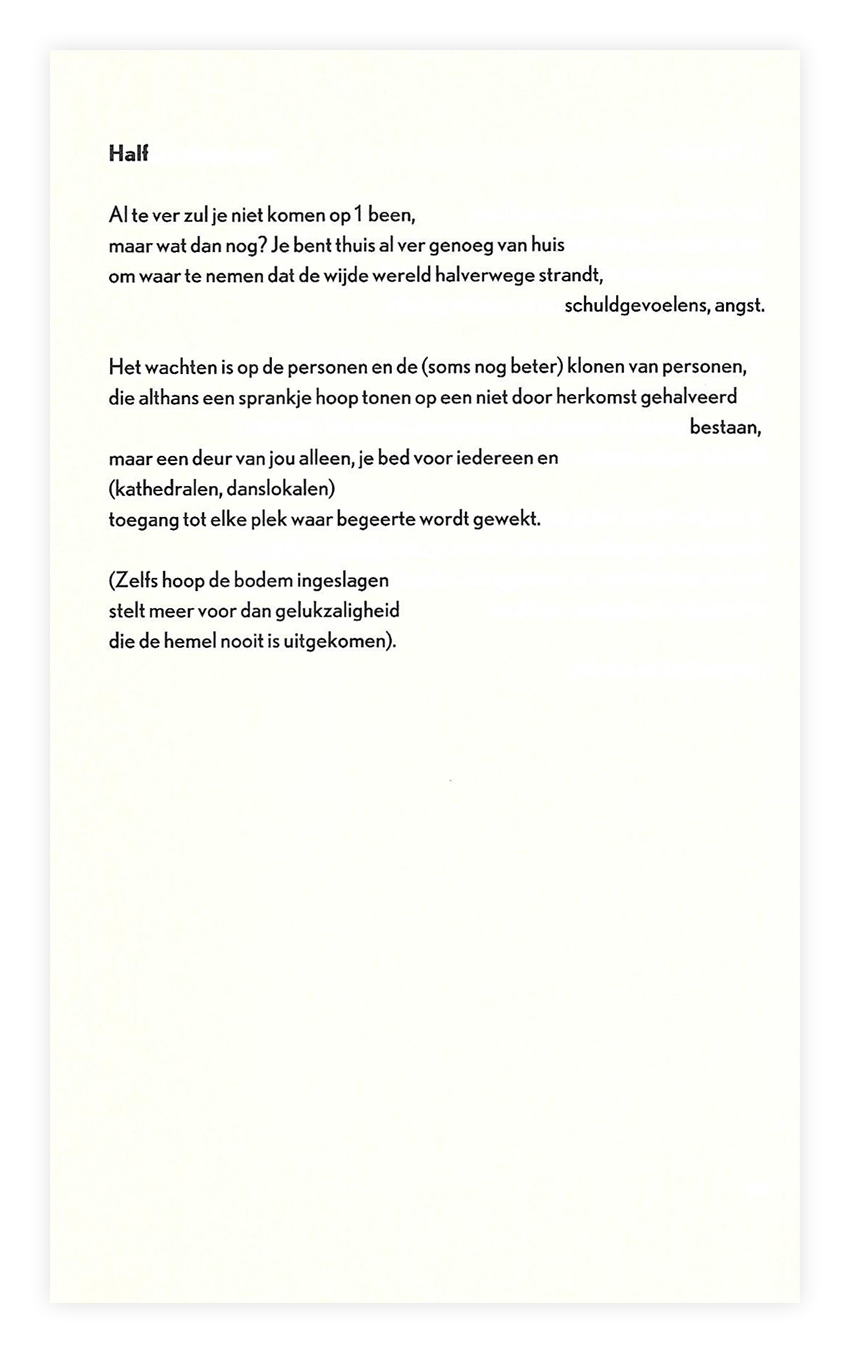 Half
Al te ver zul je niet komen op 1 been,
maar wat dan nog? Je bent thuis al ver genoeg van huis
om waar te nemen dat de wijde wereld halverwege strandt,
schuldgevoelens, angst.
Het wachten is op de personen en de (soms nog beter) klonen van personen,
die althans een sprankje hoop tonen op een niet door herkomst gehalveerd
bestaan,
maar een deur van jou alleen, je bed voor iedereen en
(kathedralen, danslokalen)
toegang tot elke plek waar begeerte wordt gewekt.
(Zelfs hoop de bodem ingeslagen
stelt meer voor dan gelukzaligheid
die de hemel nooit is uitgekomen).